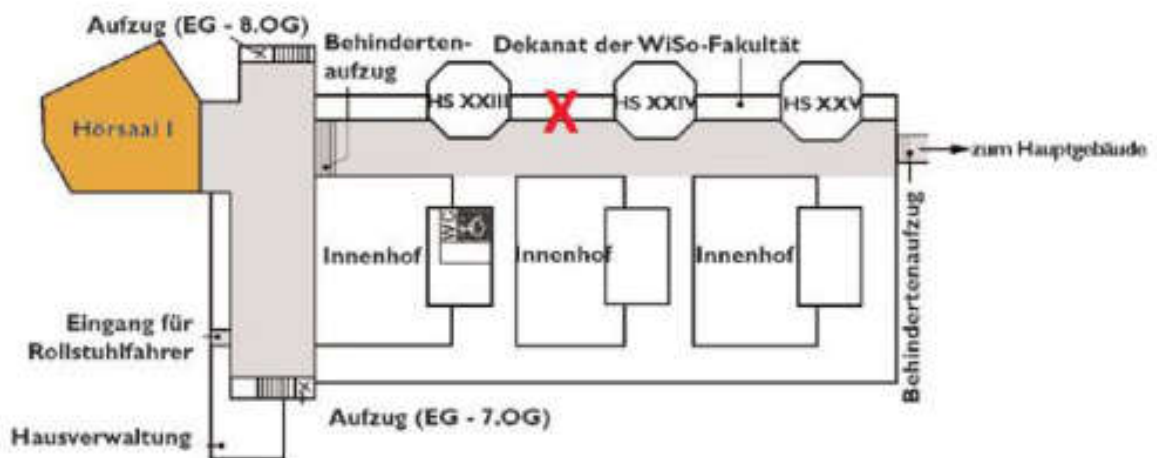 Aufzug (EG - 8.OG)
Behinderten-
aufzug
Dekanat der WiSo-Fakultät
HS XXIII
X
HS XXIV
HS XXV
Hörsaal I
zum Hauptgebäude
WC
Innenhof
Innenhof
Innenhof
Behindertenaufzug
Eingang für
Rollstuhlfahrer
Aufzug (EG - 7.OG)
Hausverwaltung